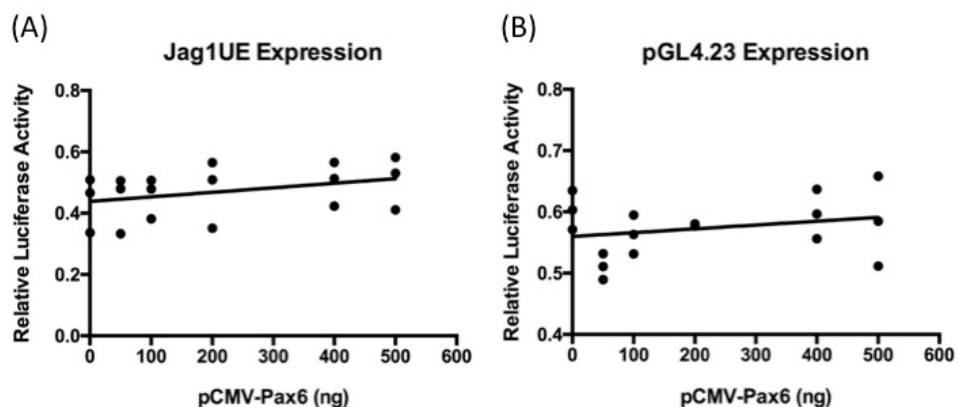 (A)
Jag1UE Expression
Relative Luciferase Activity
0.8
0.6
0.4
0.2
0.0
0 100 200 300 400 500 600
pCMV-Pax6 (ng)
(B)
pGL4.23 Expression
Relative Luciferase Activity
0.8
0.7
0.6
0.5
0.4
0 100 200 300 400 500 600
pCMV-Pax6 (ng)